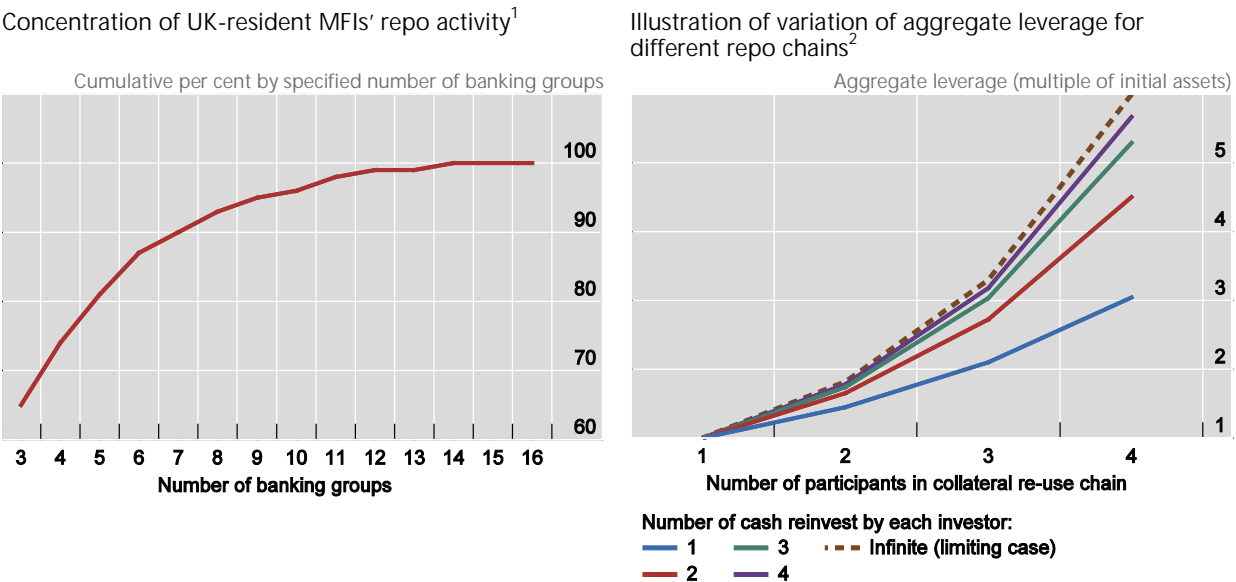 Concentration of UK-resident MFIs’ repo activity1
Cumulative per cent by specified number of banking groups
100
90
80
70
60
3 4 5 6 7 8 9 10 11 12 13 14 15 16
Number of banking groups
Illustration of variation of aggregate leverage for
different repo chains2
Aggregate leverage (multiple of initial assets)
5
4
3
2
1
1 2 3 4
Number of participants in collateral re-use chain
Number of cash reinvest by each investor:
1 3 Infinite (limiting case)
2 4